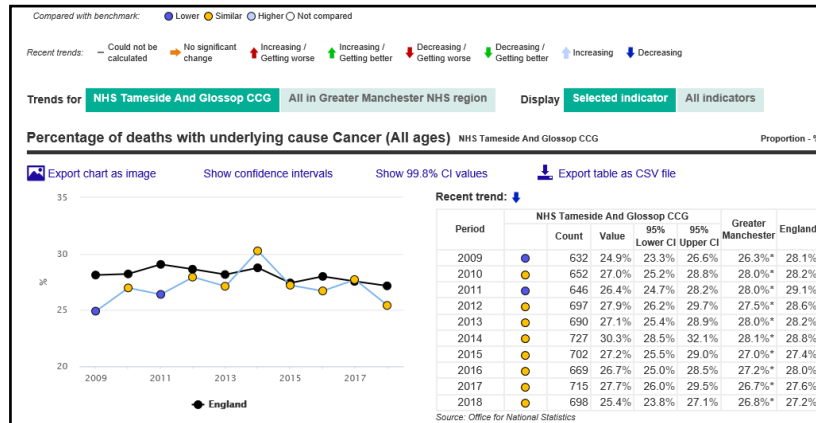 Compared with benchmark: Lower Similar Higher Not compared
Recent trends: – Could not be calculated No significant change Increasing / Getting worse Increasing / Getting better Decreasing / Getting worse Decreasing / Getting better Increasing Decreasing
Trends for NHS Tameside And Glossop CCG All in Greater Manchester NHS region Display Selected indicator All indicators
Percentage of deaths with underlying cause Cancer (All ages) NHS Tameside And Glossop CCG Proportion - %
Export chart as image Show confidence intervals Show 99.8% CI values Export table as CSV file
35
30
25
20
%
2009 2011 2013 2015 2017
England
Recent trend:
NHS Tameside And Glossop CCG
Period Count Value 95% Lower CI 95% Upper CI Greater Manchester England
2009 632 24.9% 23.3% 26.6% 26.3%* 28.1%
2010 652 27.0% 25.2% 28.8% 28.0%* 28.2%
2011 646 26.4% 24.7% 28.2% 28.0%* 29.1%
2012 697 27.9% 26.2% 29.7% 27.5%* 28.6%
2013 690 27.1% 25.4% 28.9% 28.0%* 28.2%
2014 727 30.3% 28.5% 32.1% 28.1%* 28.8%
2015 702 27.2% 25.5% 29.0% 27.0%* 27.4%
2016 669 26.7% 25.0% 28.5% 27.2%* 28.0%
2017 715 27.7% 26.0% 29.5% 26.7%* 27.6%
2018 698 25.4% 23.8% 27.1% 26.8%* 27.2%
Source: Office for National Statistics